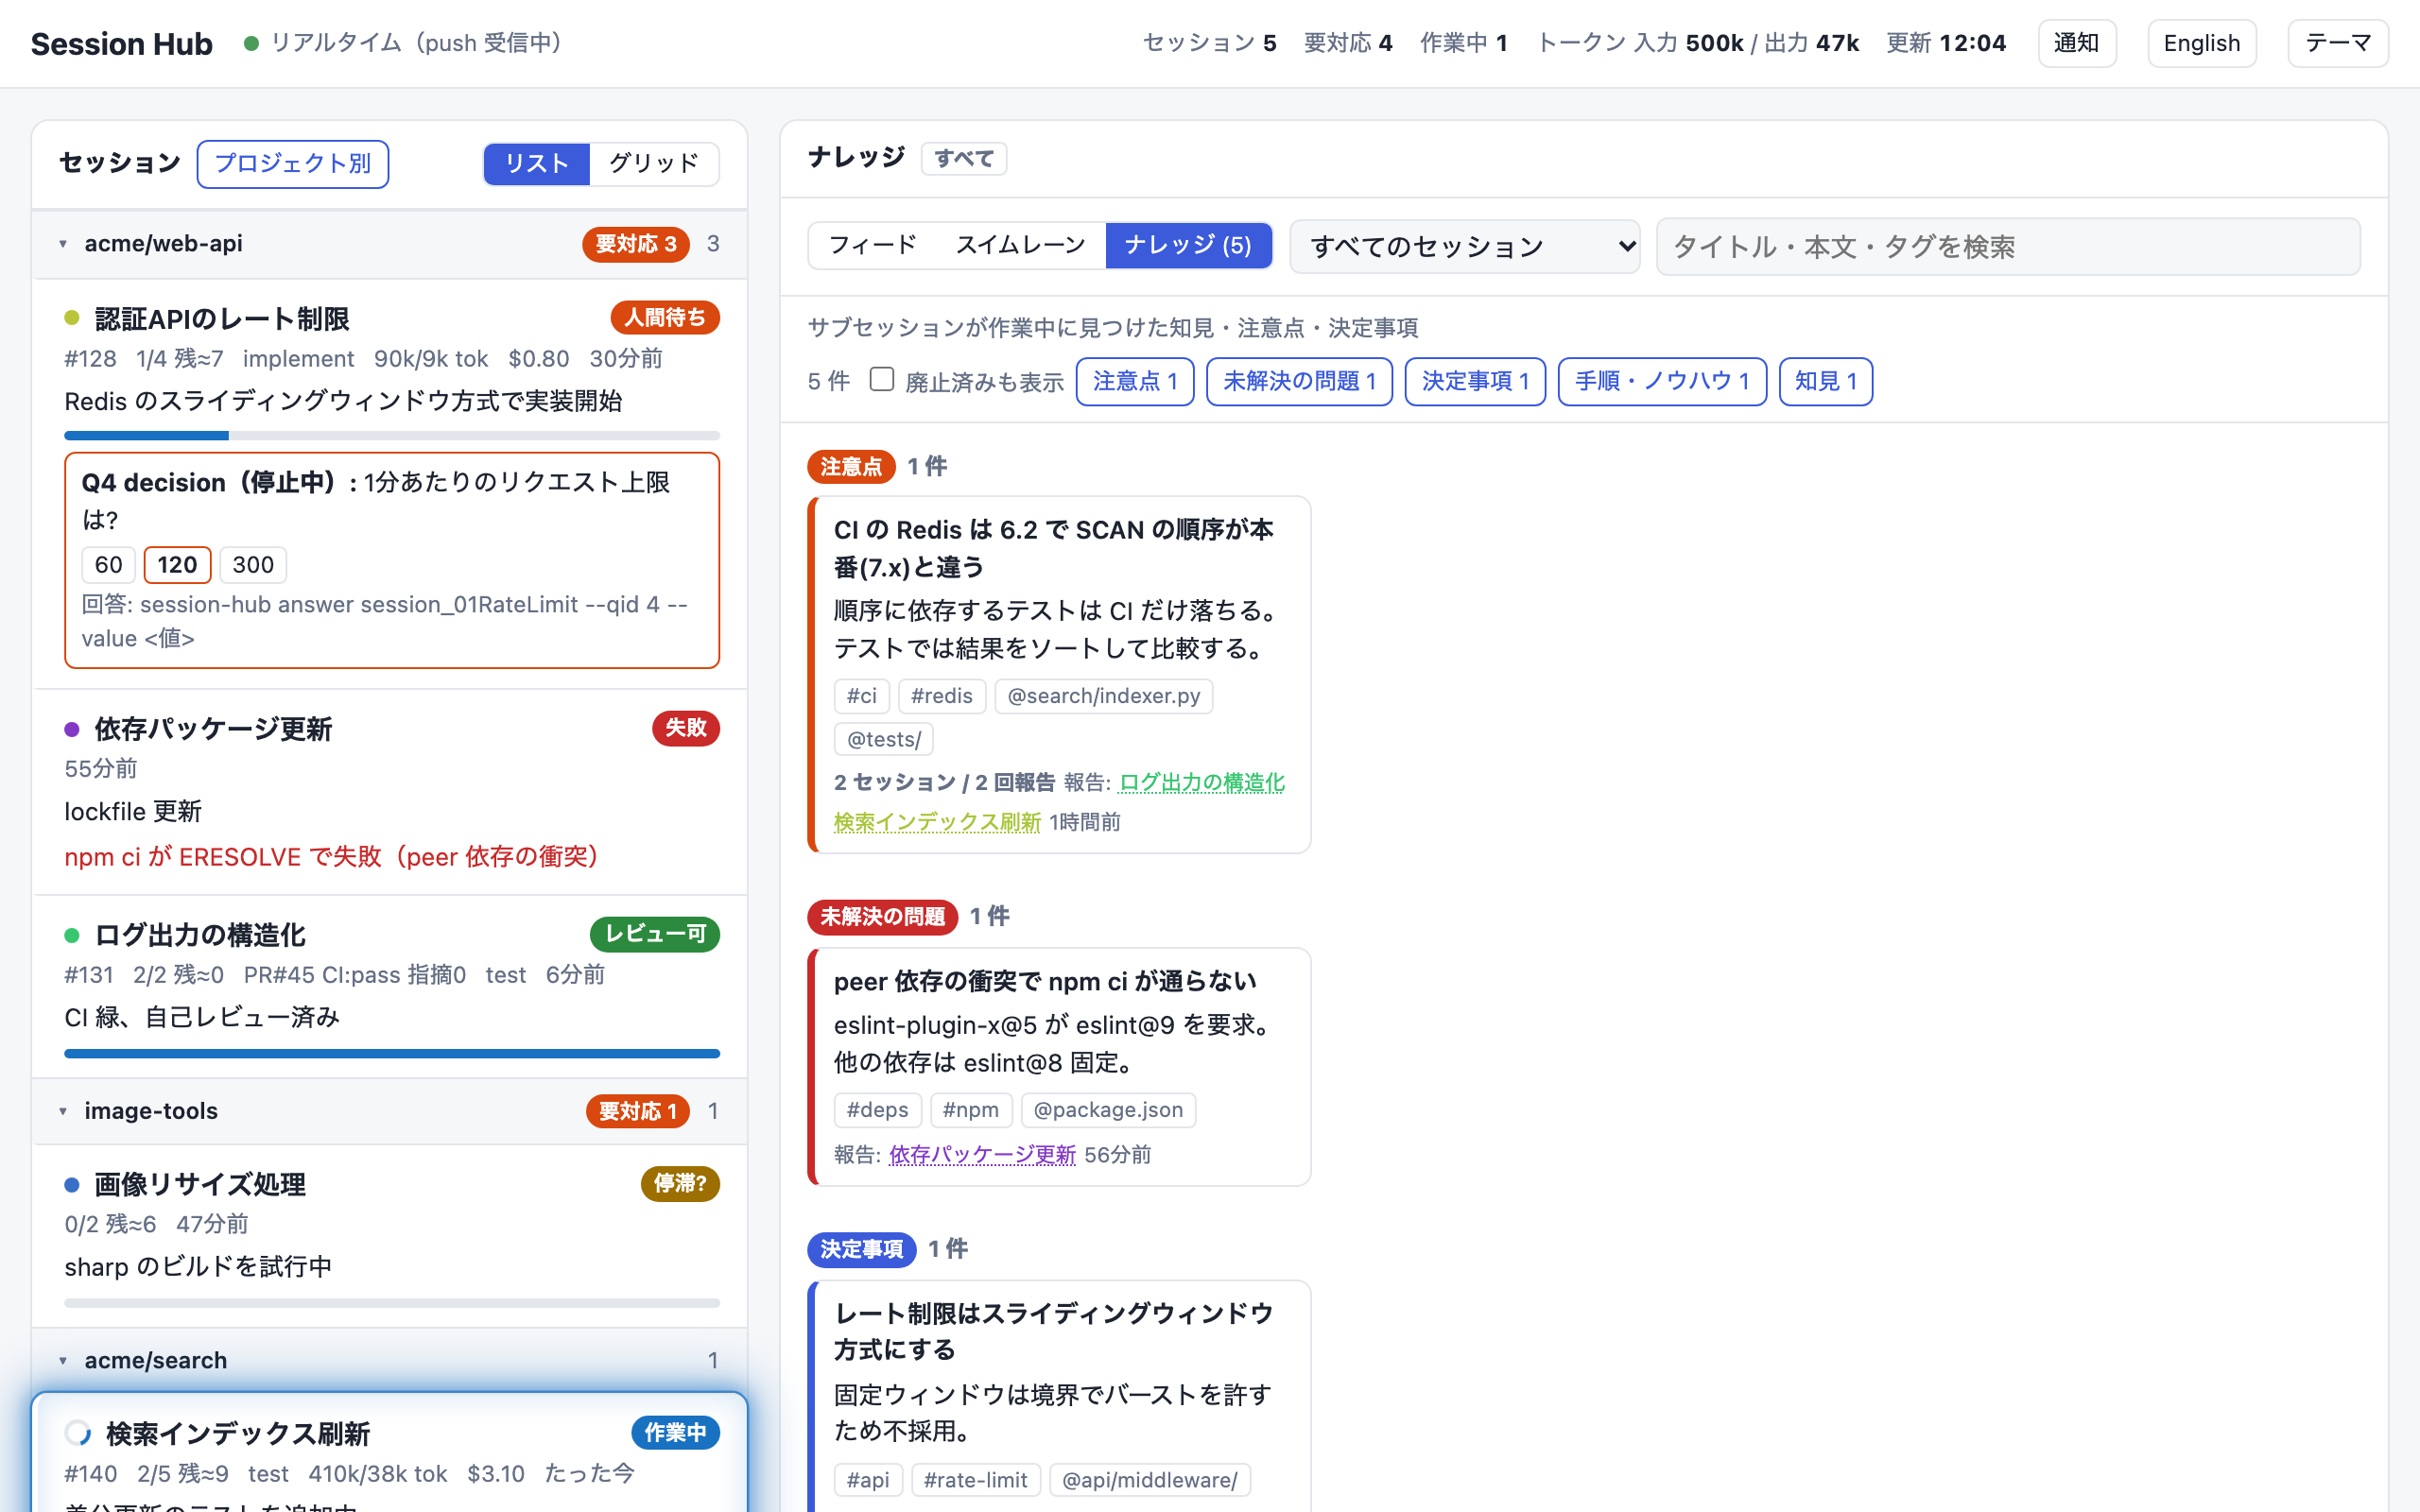 Session Hub
リアルタイム（push 受信中）
セッション 5 要対応 4 作業中 1 トークン 入力 500k / 出力 47k 更新 12:04
通知
English
テーマ
セッション
プロジェクト別
リスト
グリッド
acme/web-api
要対応 3
3
認証APIのレート制限
人間待ち
#128 1/4 残≈7 implement 90k/9k tok $0.80 30分前
Redis のスライディングウィンドウ方式で実装開始
Q4 decision（停止中）: 1分あたりのリクエスト上限
は?
60
120
300
回答: session-hub answer session_01RateLimit --qid 4 --
value <値>
依存パッケージ更新
失敗
55分前
lockfile 更新
npm ci が ERESOLVE で失敗（peer 依存の衝突）
ログ出力の構造化
レビュー可
#131 2/2 残≈0 PR#45 CI:pass 指摘0 test 6分前
CI 緑、自己レビュー済み
image-tools
要対応 1
1
画像リサイズ処理
停滞?
0/2 残≈6 47分前
sharp のビルドを試行中
acme/search
1
検索インデックス刷新
作業中
#140 2/5 残≈9 test 410k/38k tok $3.10 たった今
ナレッジ
すべて
フィード
スイムレーン
ナレッジ (5)
すべてのセッション
タイトル・本文・タグを検索
サブセッションが作業中に見つけた知見・注意点・決定事項
5 件
廃止済みも表示
注意点 1
未解決の問題 1
決定事項 1
手順・ノウハウ 1
知見 1
注意点
1 件
CI の Redis は 6.2 で SCAN の順序が本
番(7.x)と違う
順序に依存するテストは CI だけ落ちる。
テストでは結果をソートして比較する。
#ci
#redis
@search/indexer.py
@tests/
2 セッション / 2 回報告 報告: ログ出力の構造化
検索インデックス刷新 1時間前
未解決の問題
1 件
peer 依存の衝突で npm ci が通らない
eslint-plugin-x@5 が eslint@9 を要求。
他の依存は eslint@8 固定。
#deps
#npm
@package.json
報告: 依存パッケージ更新 56分前
決定事項
1 件
レート制限はスライディングウィンドウ
方式にする
固定ウィンドウは境界でバーストを許す
ため不採用。
#api
#rate-limit
@api/middleware/